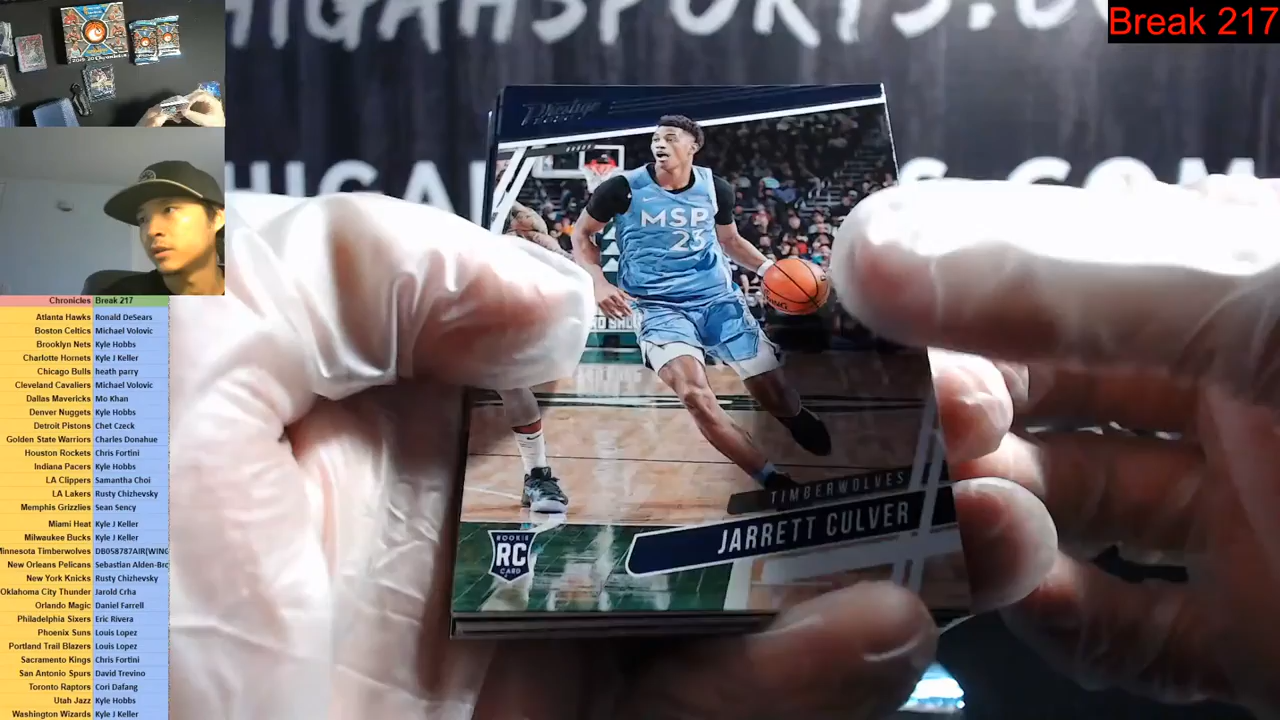 HIGAHSPORTS.
Break 217
2019-20 Chronicles
HIGA
S.COM
Prestige
MSP
23
TIMBERWOLVES
JARRETT CULVER
ROOKIE
RC
CARD
Chronicles Break 217
Atlanta Hawks Ronald DeSears
Boston Celtics Michael Volovic
Brooklyn Nets Kyle Hobbs
Charlotte Hornets Kyle J Keller
Chicago Bulls heath parry
Cleveland Cavaliers Michael Volovic
Dallas Mavericks Mo Khan
Denver Nuggets Kyle Hobbs
Detroit Pistons Chet Czeck
Golden State Warriors Charles Donahue
Houston Rockets Chris Fortini
Indiana Pacers Kyle Hobbs
LA Clippers Samantha Choi
LA Lakers Rusty Chizhevsky
Memphis Grizzlies Sean Sency
Miami Heat Kyle J Keller
Milwaukee Bucks Kyle J Keller
Minnesota Timberwolves DB058787AIR(WING
New Orleans Pelicans Sebastian Alden-Bro
New York Knicks Rusty Chizhevsky
Oklahoma City Thunder Jarold Crha
Orlando Magic Daniel Farrell
Philadelphia Sixers Eric Rivera
Phoenix Suns Louis Lopez
Portland Trail Blazers Louis Lopez
Sacramento Kings Chris Fortini
San Antonio Spurs David Trevino
Toronto Raptors Cori Dafang
Utah Jazz Kyle Hobbs
Washington Wizards Kyle J Keller